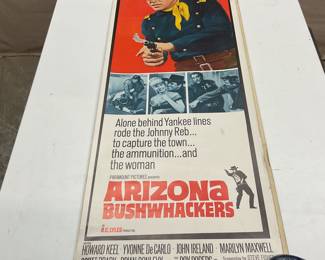 Alone behind Yankee lines
rode the Johnny Reb...
to capture the town...
the ammunition...and
the woman
PARAMOUNT PICTURES presents
ARIZONA
BUSHWHACKERS
A.C. LYLES
HOWARD KEEL YVONNE DeCARLO JOHN IRELAND MARILYN MAXWELL